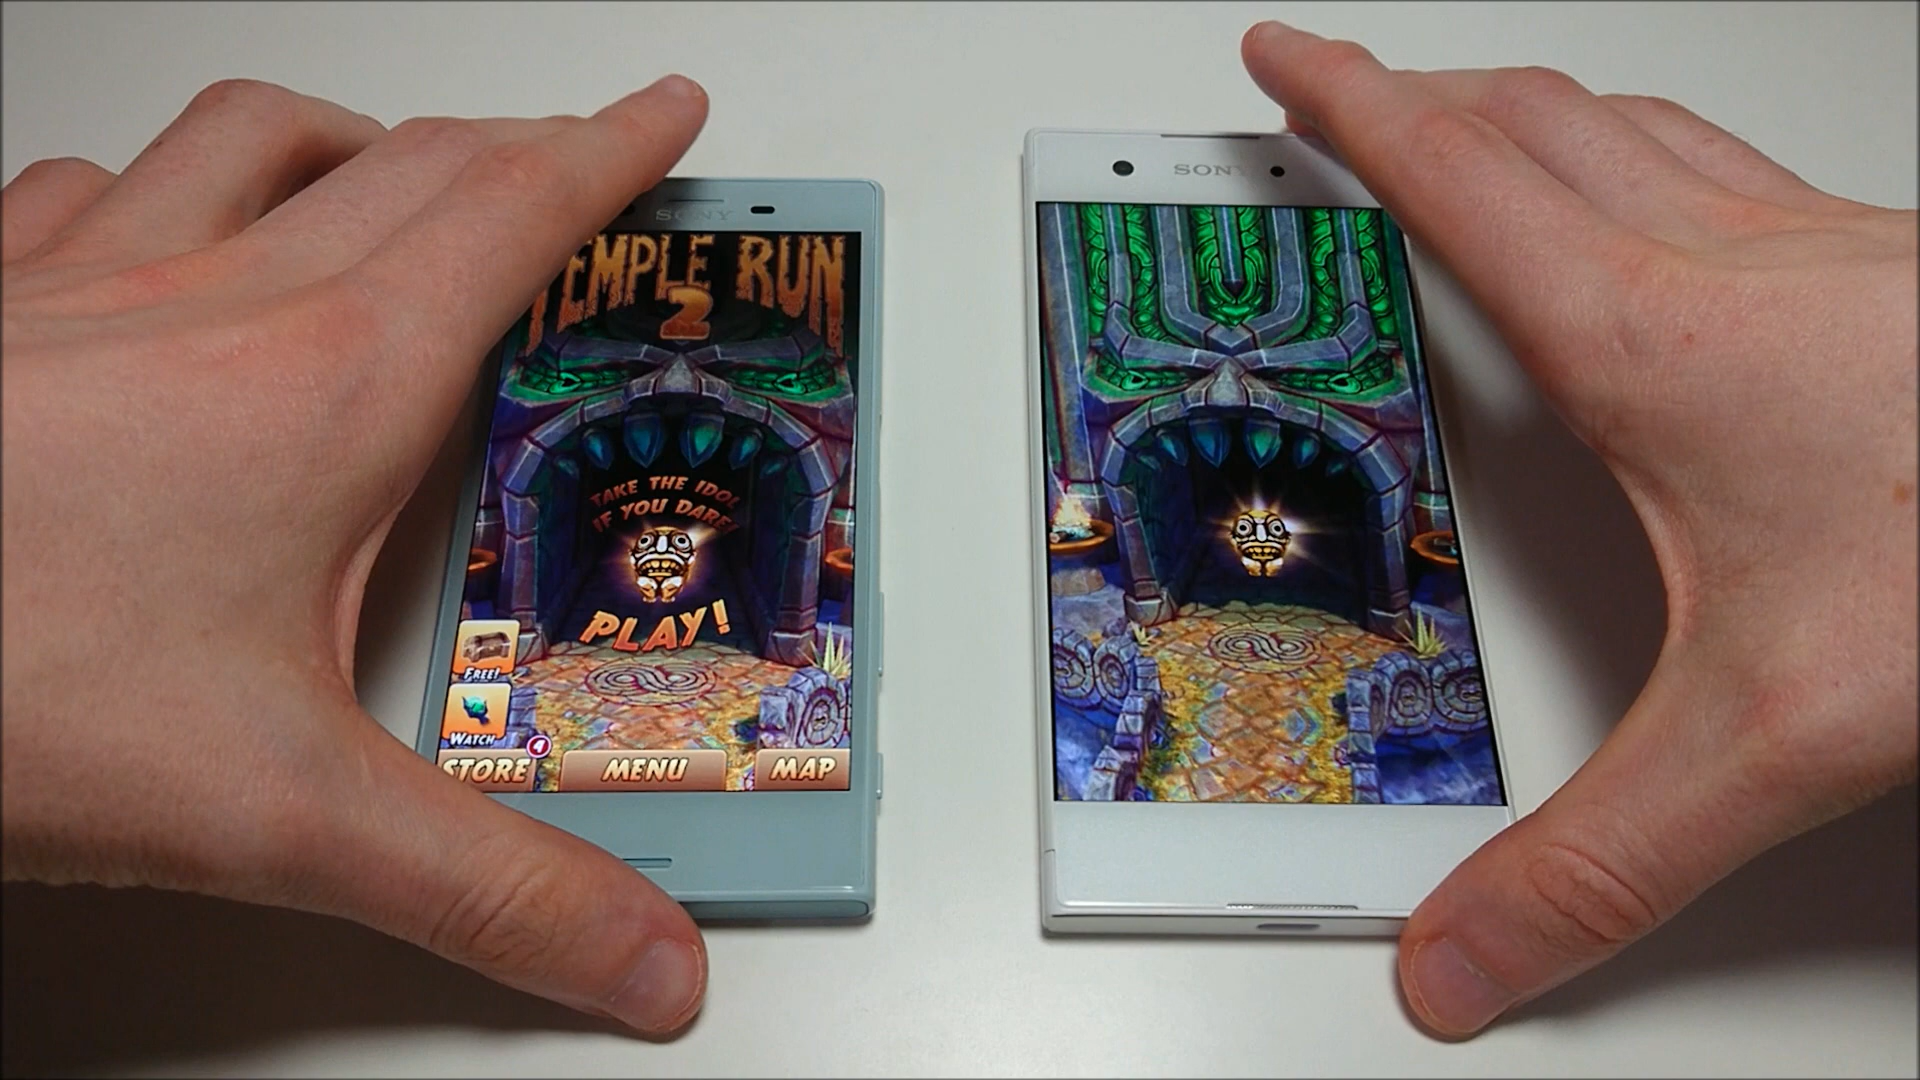 SONY
TEMPLE RUN
2
TAKE THE IDOL
IF YOU DARE!
PLAY!
FREE!
WATCH
4
STORE
MENU
MAP
SONY